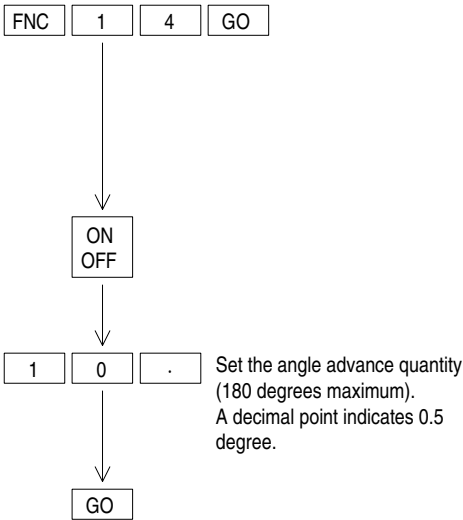 FNC 1 4 GO
ON
OFF
1 0 . Set the angle advance quantity
(180 degrees maximum).
A decimal point indicates 0.5
degree.
GO